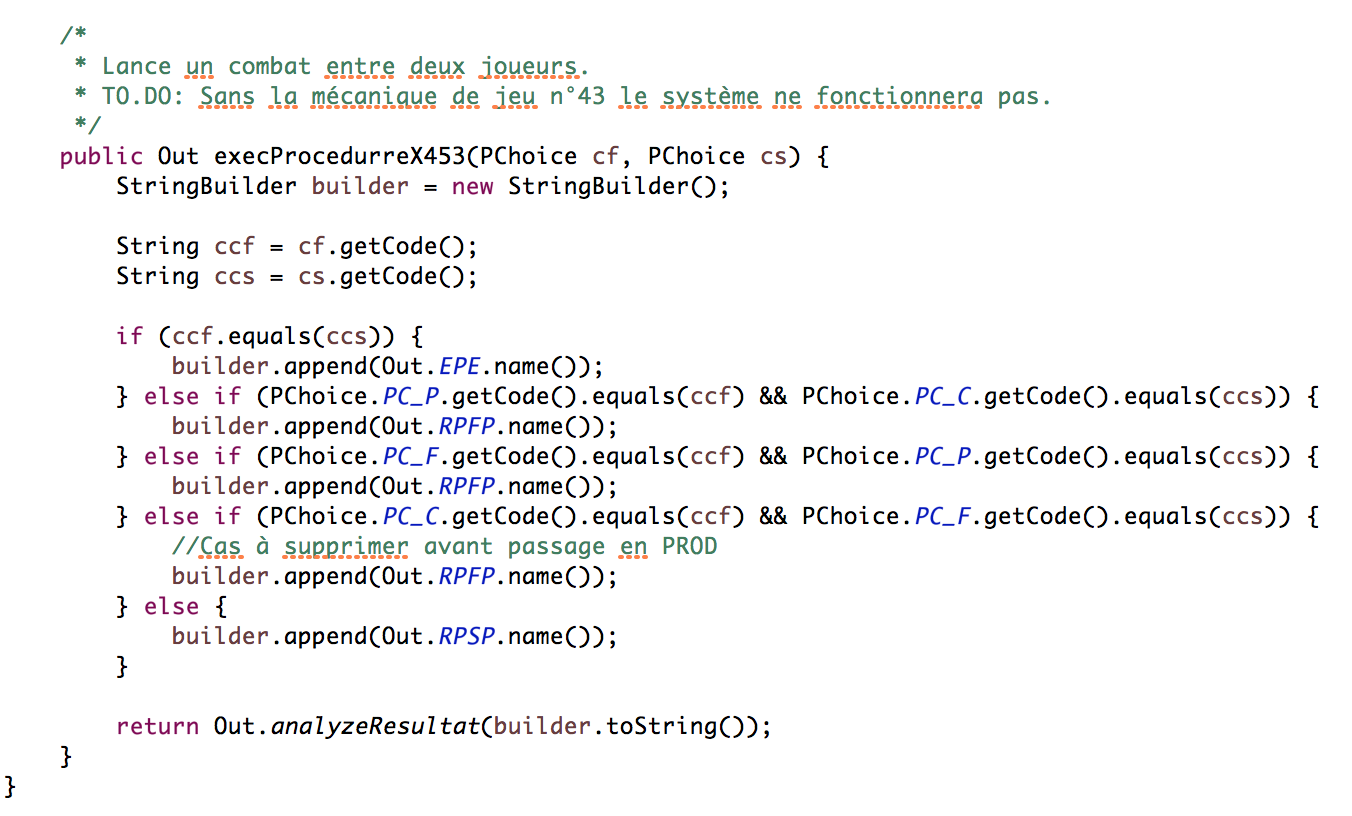 /*
 * Lance un combat entre deux joueurs.
 * TO.DO: Sans la mécanique de jeu n°43 le système ne fonctionnera pas.
 */
public Out execProcedurreX453(PChoice cf, PChoice cs) {
StringBuilder builder = new StringBuilder();
String ccf = cf.getCode();
String ccs = cs.getCode();
if (ccf.equals(ccs)) {
builder.append(Out.EPE.name());
} else if (PChoice.PC_P.getCode().equals(ccf) && PChoice.PC_C.getCode().equals(ccs)) {
builder.append(Out.RPFP.name());
} else if (PChoice.PC_F.getCode().equals(ccf) && PChoice.PC_P.getCode().equals(ccs)) {
builder.append(Out.RPFP.name());
} else if (PChoice.PC_C.getCode().equals(ccf) && PChoice.PC_F.getCode().equals(ccs)) {
//Cas à supprimer avant passage en PROD
builder.append(Out.RPFP.name());
} else {
builder.append(Out.RPSP.name());
}
return Out.analyzeResultat(builder.toString());
}
}